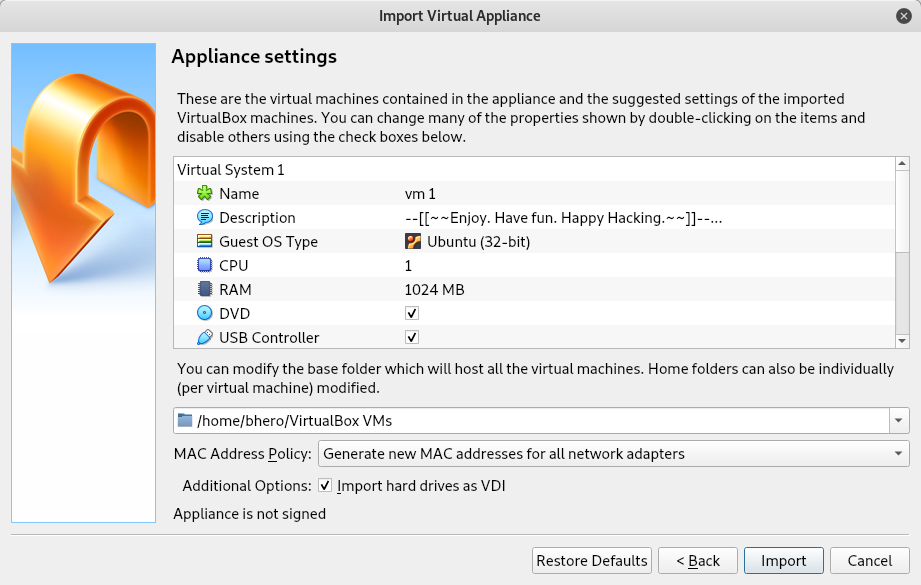 Import Virtual Appliance
Appliance settings
These are the virtual machines contained in the appliance and the suggested settings of the imported
VirtualBox machines. You can change many of the properties shown by double-clicking on the items and
disable others using the check boxes below.
Virtual System 1
Name vm 1
Description --[[~~Enjoy. Have fun. Happy Hacking.~~]]--...
Guest OS Type Ubuntu (32-bit)
CPU 1
RAM 1024 MB
DVD
USB Controller
You can modify the base folder which will host all the virtual machines. Home folders can also be individually
(per virtual machine) modified.
/home/bhero/VirtualBox VMs
MAC Address Policy: Generate new MAC addresses for all network adapters
Additional Options: Import hard drives as VDI
Appliance is not signed
Restore Defaults < Back Import Cancel